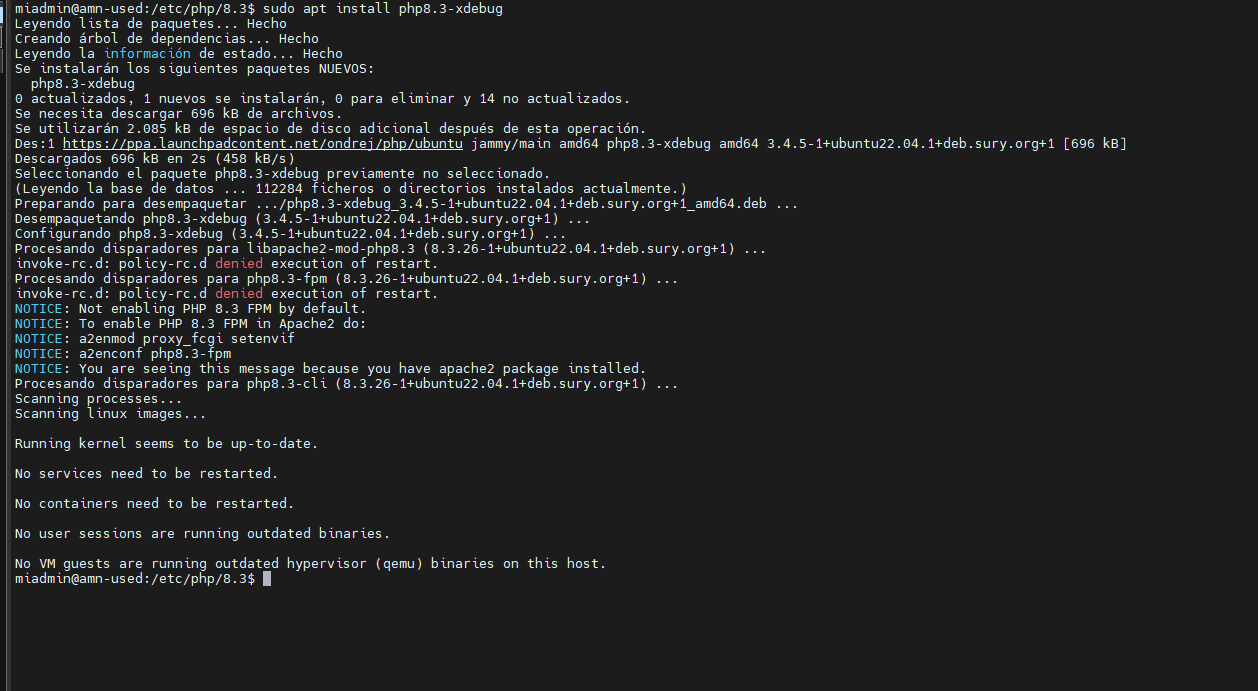 miadmin@amn-used:/etc/php/8.3$ sudo apt install php8.3-xdebug
Leyendo lista de paquetes... Hecho
Creando árbol de dependencias... Hecho
Leyendo la información de estado... Hecho
Se instalarán los siguientes paquetes NUEVOS:
  php8.3-xdebug
0 actualizados, 1 nuevos se instalarán, 0 para eliminar y 14 no actualizados.
Se necesita descargar 696 kB de archivos.
Se utilizarán 2.085 kB de espacio de disco adicional después de esta operación.
Des:1 https://ppa.launchpadcontent.net/ondrej/php/ubuntu jammy/main amd64 php8.3-xdebug amd64 3.4.5-1+ubuntu22.04.1+deb.sury.org+1 [696 kB]
Descargados 696 kB en 2s (458 kB/s)
Seleccionando el paquete php8.3-xdebug previamente no seleccionado.
(Leyendo la base de datos ... 112284 ficheros o directorios instalados actualmente.)
Preparando para desempaquetar .../php8.3-xdebug_3.4.5-1+ubuntu22.04.1+deb.sury.org+1_amd64.deb ...
Desempaquetando php8.3-xdebug (3.4.5-1+ubuntu22.04.1+deb.sury.org+1) ...
Configurando php8.3-xdebug (3.4.5-1+ubuntu22.04.1+deb.sury.org+1) ...
Procesando disparadores para libapache2-mod-php8.3 (8.3.26-1+ubuntu22.04.1+deb.sury.org+1) ...
invoke-rc.d: policy-rc.d denied execution of restart.
Procesando disparadores para php8.3-fpm (8.3.26-1+ubuntu22.04.1+deb.sury.org+1) ...
invoke-rc.d: policy-rc.d denied execution of restart.
NOTICE: Not enabling PHP 8.3 FPM by default.
NOTICE: To enable PHP 8.3 FPM in Apache2 do:
NOTICE: a2enmod proxy_fcgi setenvif
NOTICE: a2enconf php8.3-fpm
NOTICE: You are seeing this message because you have apache2 package installed.
Procesando disparadores para php8.3-cli (8.3.26-1+ubuntu22.04.1+deb.sury.org+1) ...
Scanning processes...
Scanning linux images...
Running kernel seems to be up-to-date.
No services need to be restarted.
No containers need to be restarted.
No user sessions are running outdated binaries.
No VM guests are running outdated hypervisor (qemu) binaries on this host.
miadmin@amn-used:/etc/php/8.3$